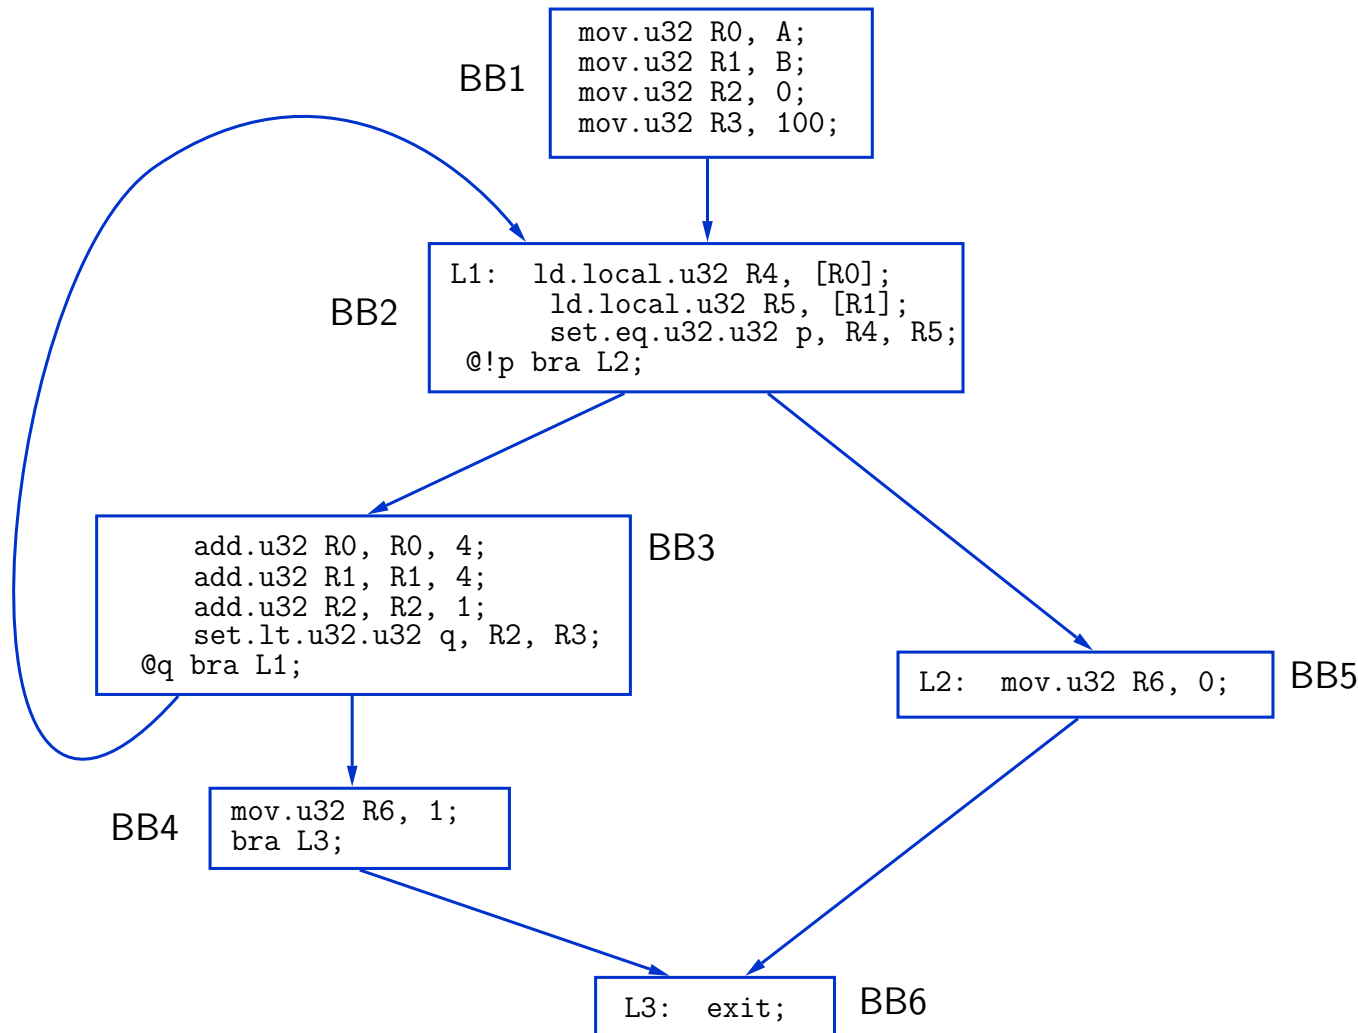 BB1
mov.u32 R0, A;
mov.u32 R1, B;
mov.u32 R2, 0;
mov.u32 R3, 100;
BB2
L1: ld.local.u32 R4, [R0];
ld.local.u32 R5, [R1];
set.eq.u32.u32 p, R4, R5;
@!p bra L2;
BB3
add.u32 R0, R0, 4;
add.u32 R1, R1, 4;
add.u32 R2, R2, 1;
set.lt.u32.u32 q, R2, R3;
@q bra L1;
L2: mov.u32 R6, 0;
BB5
BB4
mov.u32 R6, 1;
bra L3;
L3: exit;
BB6